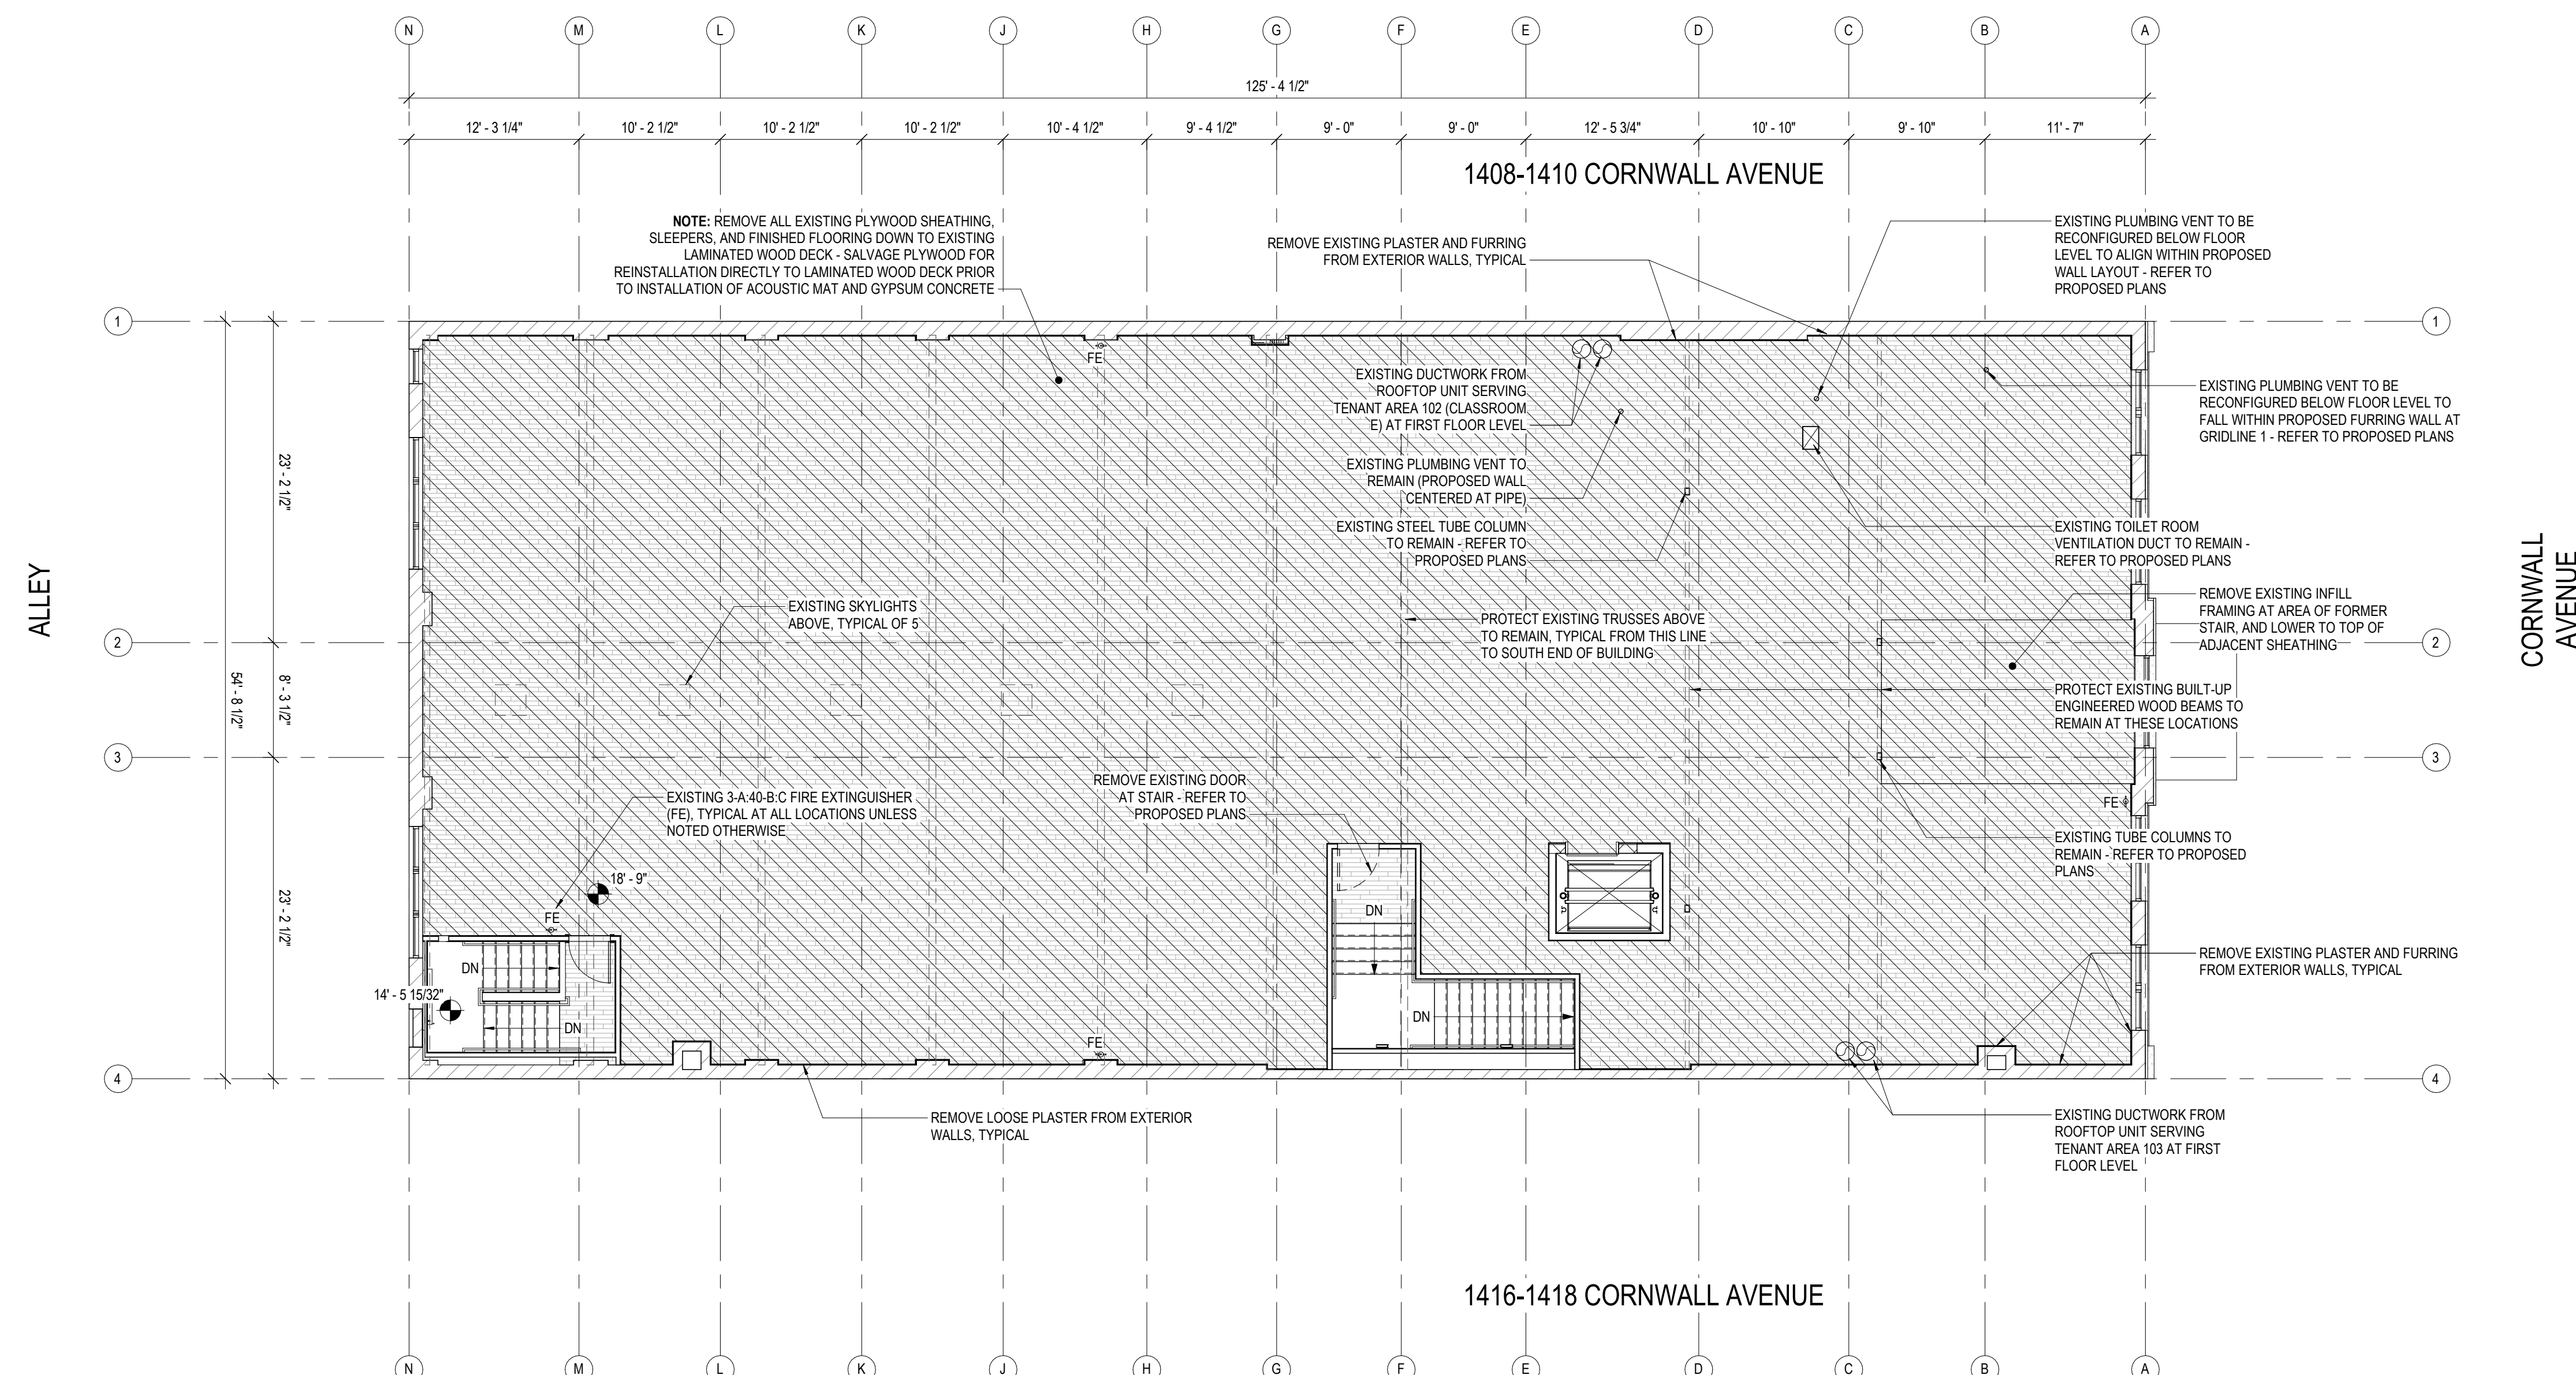 N M L K J H G F E D C B A
125' - 4 1/2"
12' - 3 1/4" 10' - 2 1/2" 10' - 2 1/2" 10' - 2 1/2" 10' - 4 1/2" 9' - 4 1/2" 9' - 0" 9' - 0" 12' - 5 3/4" 10' - 10" 9' - 10" 11' - 7"
1408-1410 CORNWALL AVENUE
NOTE: REMOVE ALL EXISTING PLYWOOD SHEATHING,
SLEEPERS, AND FINISHED FLOORING DOWN TO EXISTING
LAMINATED WOOD DECK - SALVAGE PLYWOOD FOR
REINSTALLATION DIRECTLY TO LAMINATED WOOD DECK PRIOR
TO INSTALLATION OF ACOUSTIC MAT AND GYPSUM CONCRETE
REMOVE EXISTING PLASTER AND FURRING
FROM EXTERIOR WALLS, TYPICAL
EXISTING PLUMBING VENT TO BE
RECONFIGURED BELOW FLOOR
LEVEL TO ALIGN WITHIN PROPOSED
WALL LAYOUT - REFER TO
PROPOSED PLANS
1
1
FE
EXISTING DUCTWORK FROM
ROOFTOP UNIT SERVING
TENANT AREA 102 (CLASSROOM
E) AT FIRST FLOOR LEVEL
EXISTING PLUMBING VENT TO BE
RECONFIGURED BELOW FLOOR LEVEL TO
FALL WITHIN PROPOSED FURRING WALL AT
GRIDLINE 1 - REFER TO PROPOSED PLANS
23' - 2 1/2"
EXISTING PLUMBING VENT TO
REMAIN (PROPOSED WALL
CENTERED AT PIPE)
EXISTING STEEL TUBE COLUMN
TO REMAIN - REFER TO
PROPOSED PLANS
EXISTING TOILET ROOM
VENTILATION DUCT TO REMAIN -
REFER TO PROPOSED PLANS
ALLEY
CORNWALL
AVENUE
EXISTING SKYLIGHTS
ABOVE, TYPICAL OF 5
PROTECT EXISTING TRUSSES ABOVE
TO REMAIN, TYPICAL FROM THIS LINE
TO SOUTH END OF BUILDING
REMOVE EXISTING INFILL
FRAMING AT AREA OF FORMER
STAIR, AND LOWER TO TOP OF
ADJACENT SHEATHING
2
2
54' - 8 1/2"
8' - 3 1/2"
PROTECT EXISTING BUILT-UP
ENGINEERED WOOD BEAMS TO
REMAIN AT THESE LOCATIONS
3
3
REMOVE EXISTING DOOR
AT STAIR - REFER TO
PROPOSED PLANS
EXISTING 3-A:40-B:C FIRE EXTINGUISHER
(FE), TYPICAL AT ALL LOCATIONS UNLESS
NOTED OTHERWISE
FE
EXISTING TUBE COLUMNS TO
REMAIN - REFER TO PROPOSED
PLANS
18' - 9"
23' - 2 1/2"
FE
DN
DN
14' - 5 15/32"
DN
DN
REMOVE EXISTING PLASTER AND FURRING
FROM EXTERIOR WALLS, TYPICAL
FE
4
4
REMOVE LOOSE PLASTER FROM EXTERIOR
WALLS, TYPICAL
EXISTING DUCTWORK FROM
ROOFTOP UNIT SERVING
TENANT AREA 103 AT FIRST
FLOOR LEVEL
1416-1418 CORNWALL AVENUE
N M L K J H G F E D C B A